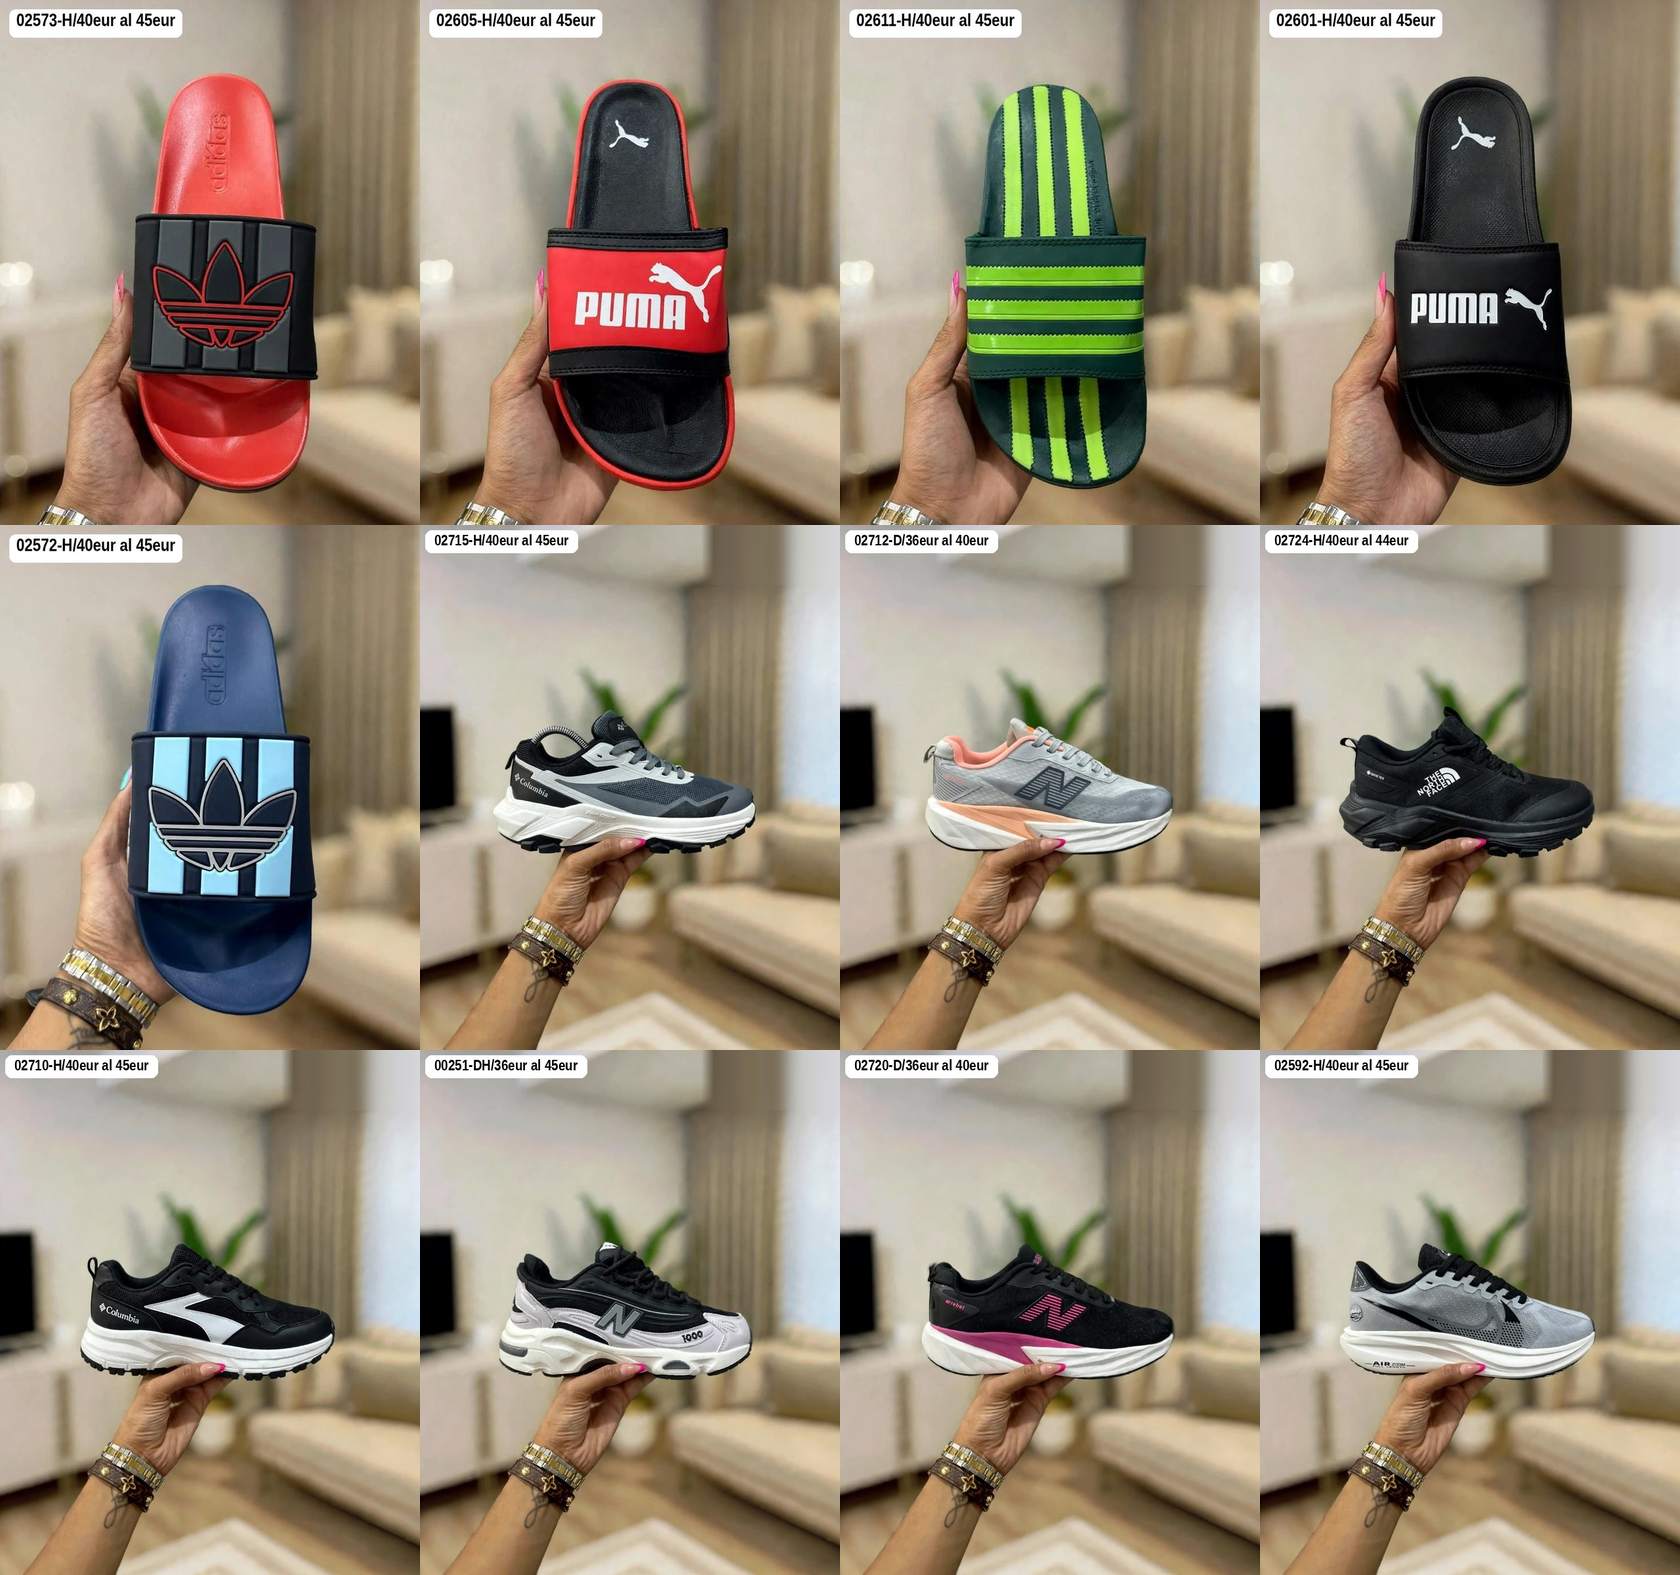 02573-H/40eur al 45eur
adidas
02605-H/40eur al 45eur
PUMA
02611-H/40eur al 45eur
02601-H/40eur al 45eur
PUMA
02572-H/40eur al 45eur
adidas
02715-H/40eur al 45eur
Columbia
02712-D/36eur al 40eur
N
02724-H/40eur al 44eur
THE
NORTH
FACE
02710-H/40eur al 45eur
Columbia
00251-DH/36eur al 45eur
N
1000
02720-D/36eur al 40eur
N
02592-H/40eur al 45eur
AIR